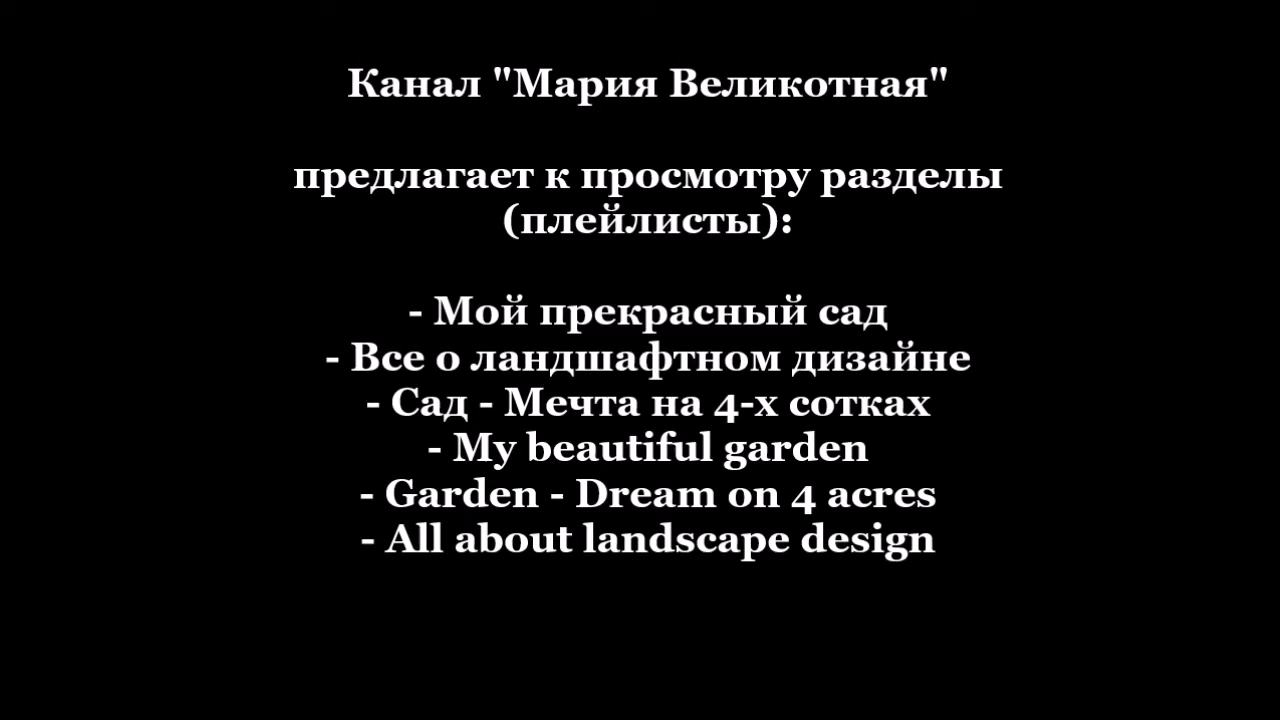 Канал "Мария Великотная"
предлагает к просмотру разделы
(плейлисты):
- Мой прекрасный сад
- Все о ландшафтном дизайне
- Сад - Мечта на 4-х сотках
- My beautiful garden
- Garden - Dream on 4 acres
- All about landscape design